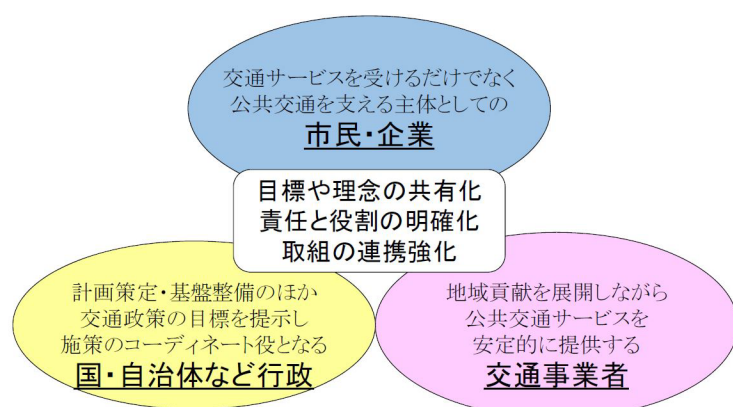 交通サービスを受けるだけでなく
公共交通を支える主体としての
市民・企業
目標や理念の共有化
責任と役割の明確化
取組の連携強化
計画策定・基盤整備のほか
交通政策の目標を提示し
施策のコーディネート役となる
国・自治体など行政
地域貢献を展開しながら
公共交通サービスを
安定的に提供する
交通事業者